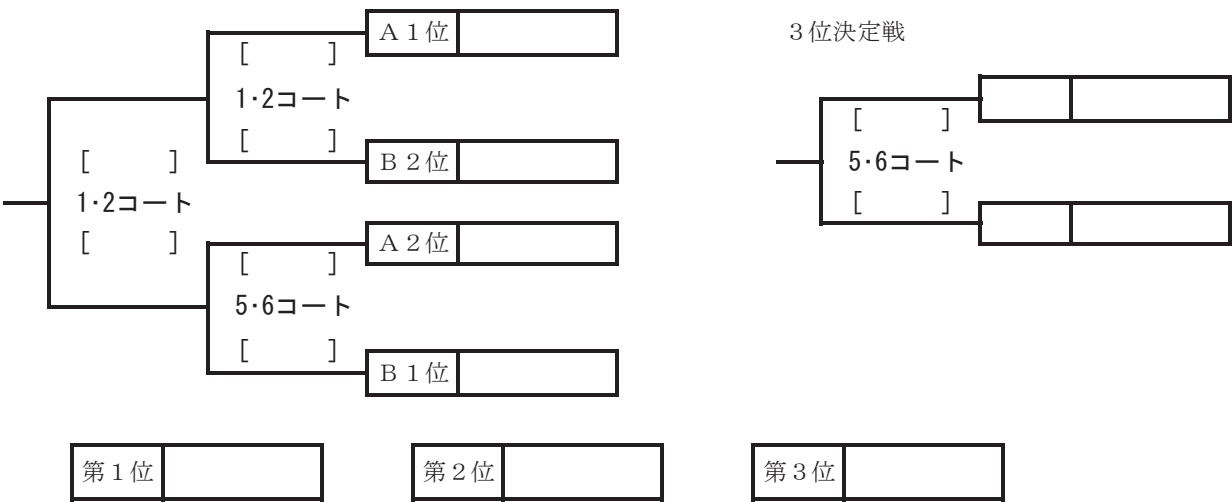 A1位
[ ]
1・2コート
[ ]
B2位
[ ]
1・2コート
[ ]
A2位
[ ]
5・6コート
[ ]
B1位
3位決定戦
[ ]
5・6コート
[ ]
第1位
第2位
第3位